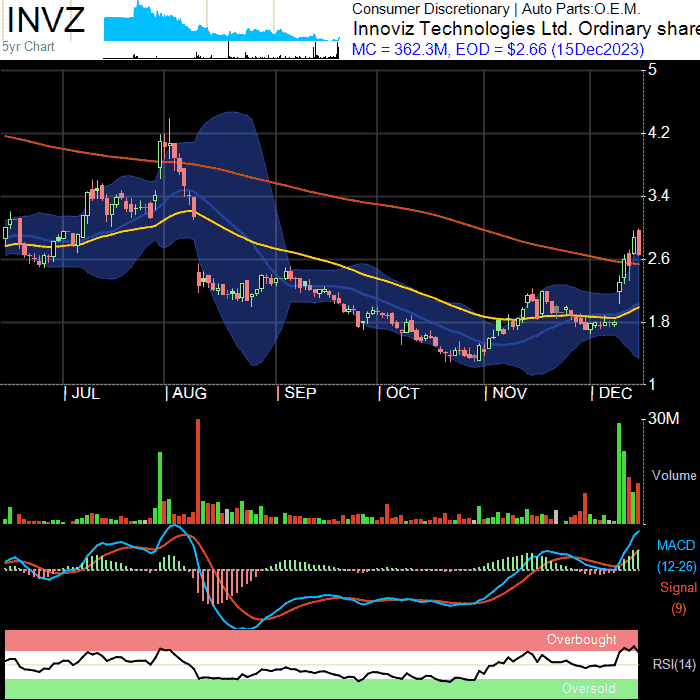 INVZ
5yr Chart
Consumer Discretionary | Auto Parts:O.E.M.
Innoviz Technologies Ltd. Ordinary share
MC = 362.3M, EOD = $2.66 (15Dec2023)
5
4.2
3.4
2.6
1.8
1
JUL
AUG
SEP
OCT
NOV
DEC
30M
Volume
MACD
(12-26)
Signal
(9)
Overbought
RSI(14)
Oversold